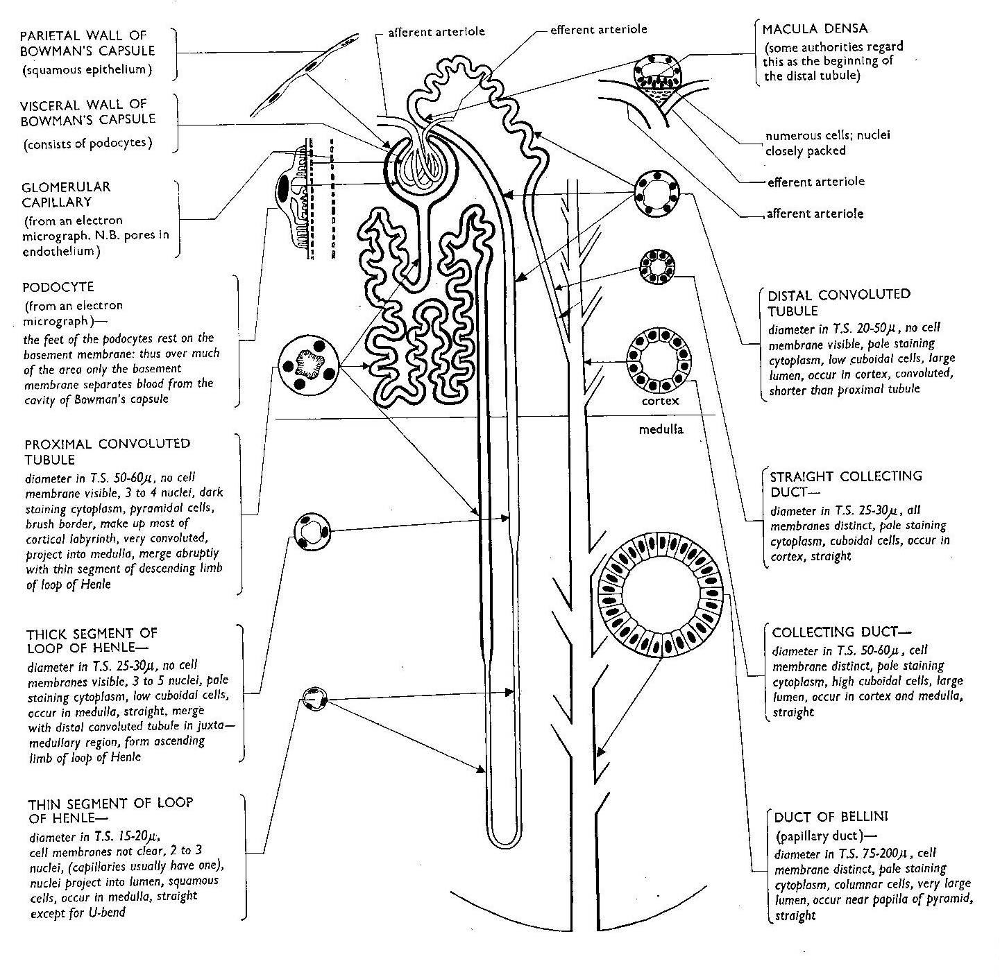 PARIETAL WALL OF
BOWMAN'S CAPSULE
(squamous epithelium)
VISCERAL WALL OF
BOWMAN'S CAPSULE
(consists of podocytes)
GLOMERULAR
CAPILLARY
(from an electron
micrograph. N.B. pores in
endothelium)
PODOCYTE
(from an electron
micrograph)—
the feet of the podocytes rest on the
basement membrane: thus over much
of the area only the basement
membrane separates blood from the
cavity of Bowman's capsule
PROXIMAL CONVOLUTED
TUBULE
diameter in T.S. 50-60µ, no cell
membrane visible, 3 to 4 nuclei, dark
staining cytoplasm, pyramidal cells,
brush border, make up most of
cortical labyrinth, very convoluted,
project into medulla, merge abruptly
with thin segment of descending limb
of loop of Henle
THICK SEGMENT OF
LOOP OF HENLE—
diameter in T.S. 25-30µ, no cell
membranes visible, 3 to 5 nuclei, pale
staining cytoplasm, low cuboidal cells,
occur in medulla, straight, merge
with distal convoluted tubule in juxta—
medullary region, form ascending
limb of loop of Henle
THIN SEGMENT OF LOOP
OF HENLE—
diameter in T.S. 15-20µ,
cell membranes not clear, 2 to 3
nuclei, (capillaries usually have one),
nuclei project into lumen, squamous
cells, occur in medulla, straight
except for U-bend
afferent arteriole
efferent arteriole
cortex
medulla
MACULA DENSA
(some authorities regard
this as the beginning of
the distal tubule)
numerous cells; nuclei
closely packed
efferent arteriole
afferent arteriole
DISTAL CONVOLUTED
TUBULE
diameter in T.S. 20-50µ, no cell
membrane visible, pale staining
cytoplasm, low cuboidal cells, large
lumen, occur in cortex, convoluted,
shorter than proximal tubule
STRAIGHT COLLECTING
DUCT—
diameter in T.S. 25-30µ, all
membranes distinct, pale staining
cytoplasm, cuboidal cells, occur in
cortex, straight
COLLECTING DUCT—
diameter in T.S. 50-60µ, cell
membrane distinct, pale staining
cytoplasm, high cuboidal cells, large
lumen, occur in cortex and medulla,
straight
DUCT OF BELLINI
(papillary duct)—
diameter in T.S. 75-200µ, cell
membrane distinct, pale staining
cytoplasm, columnar cells, very large
lumen, occur near papilla of pyramid,
straight